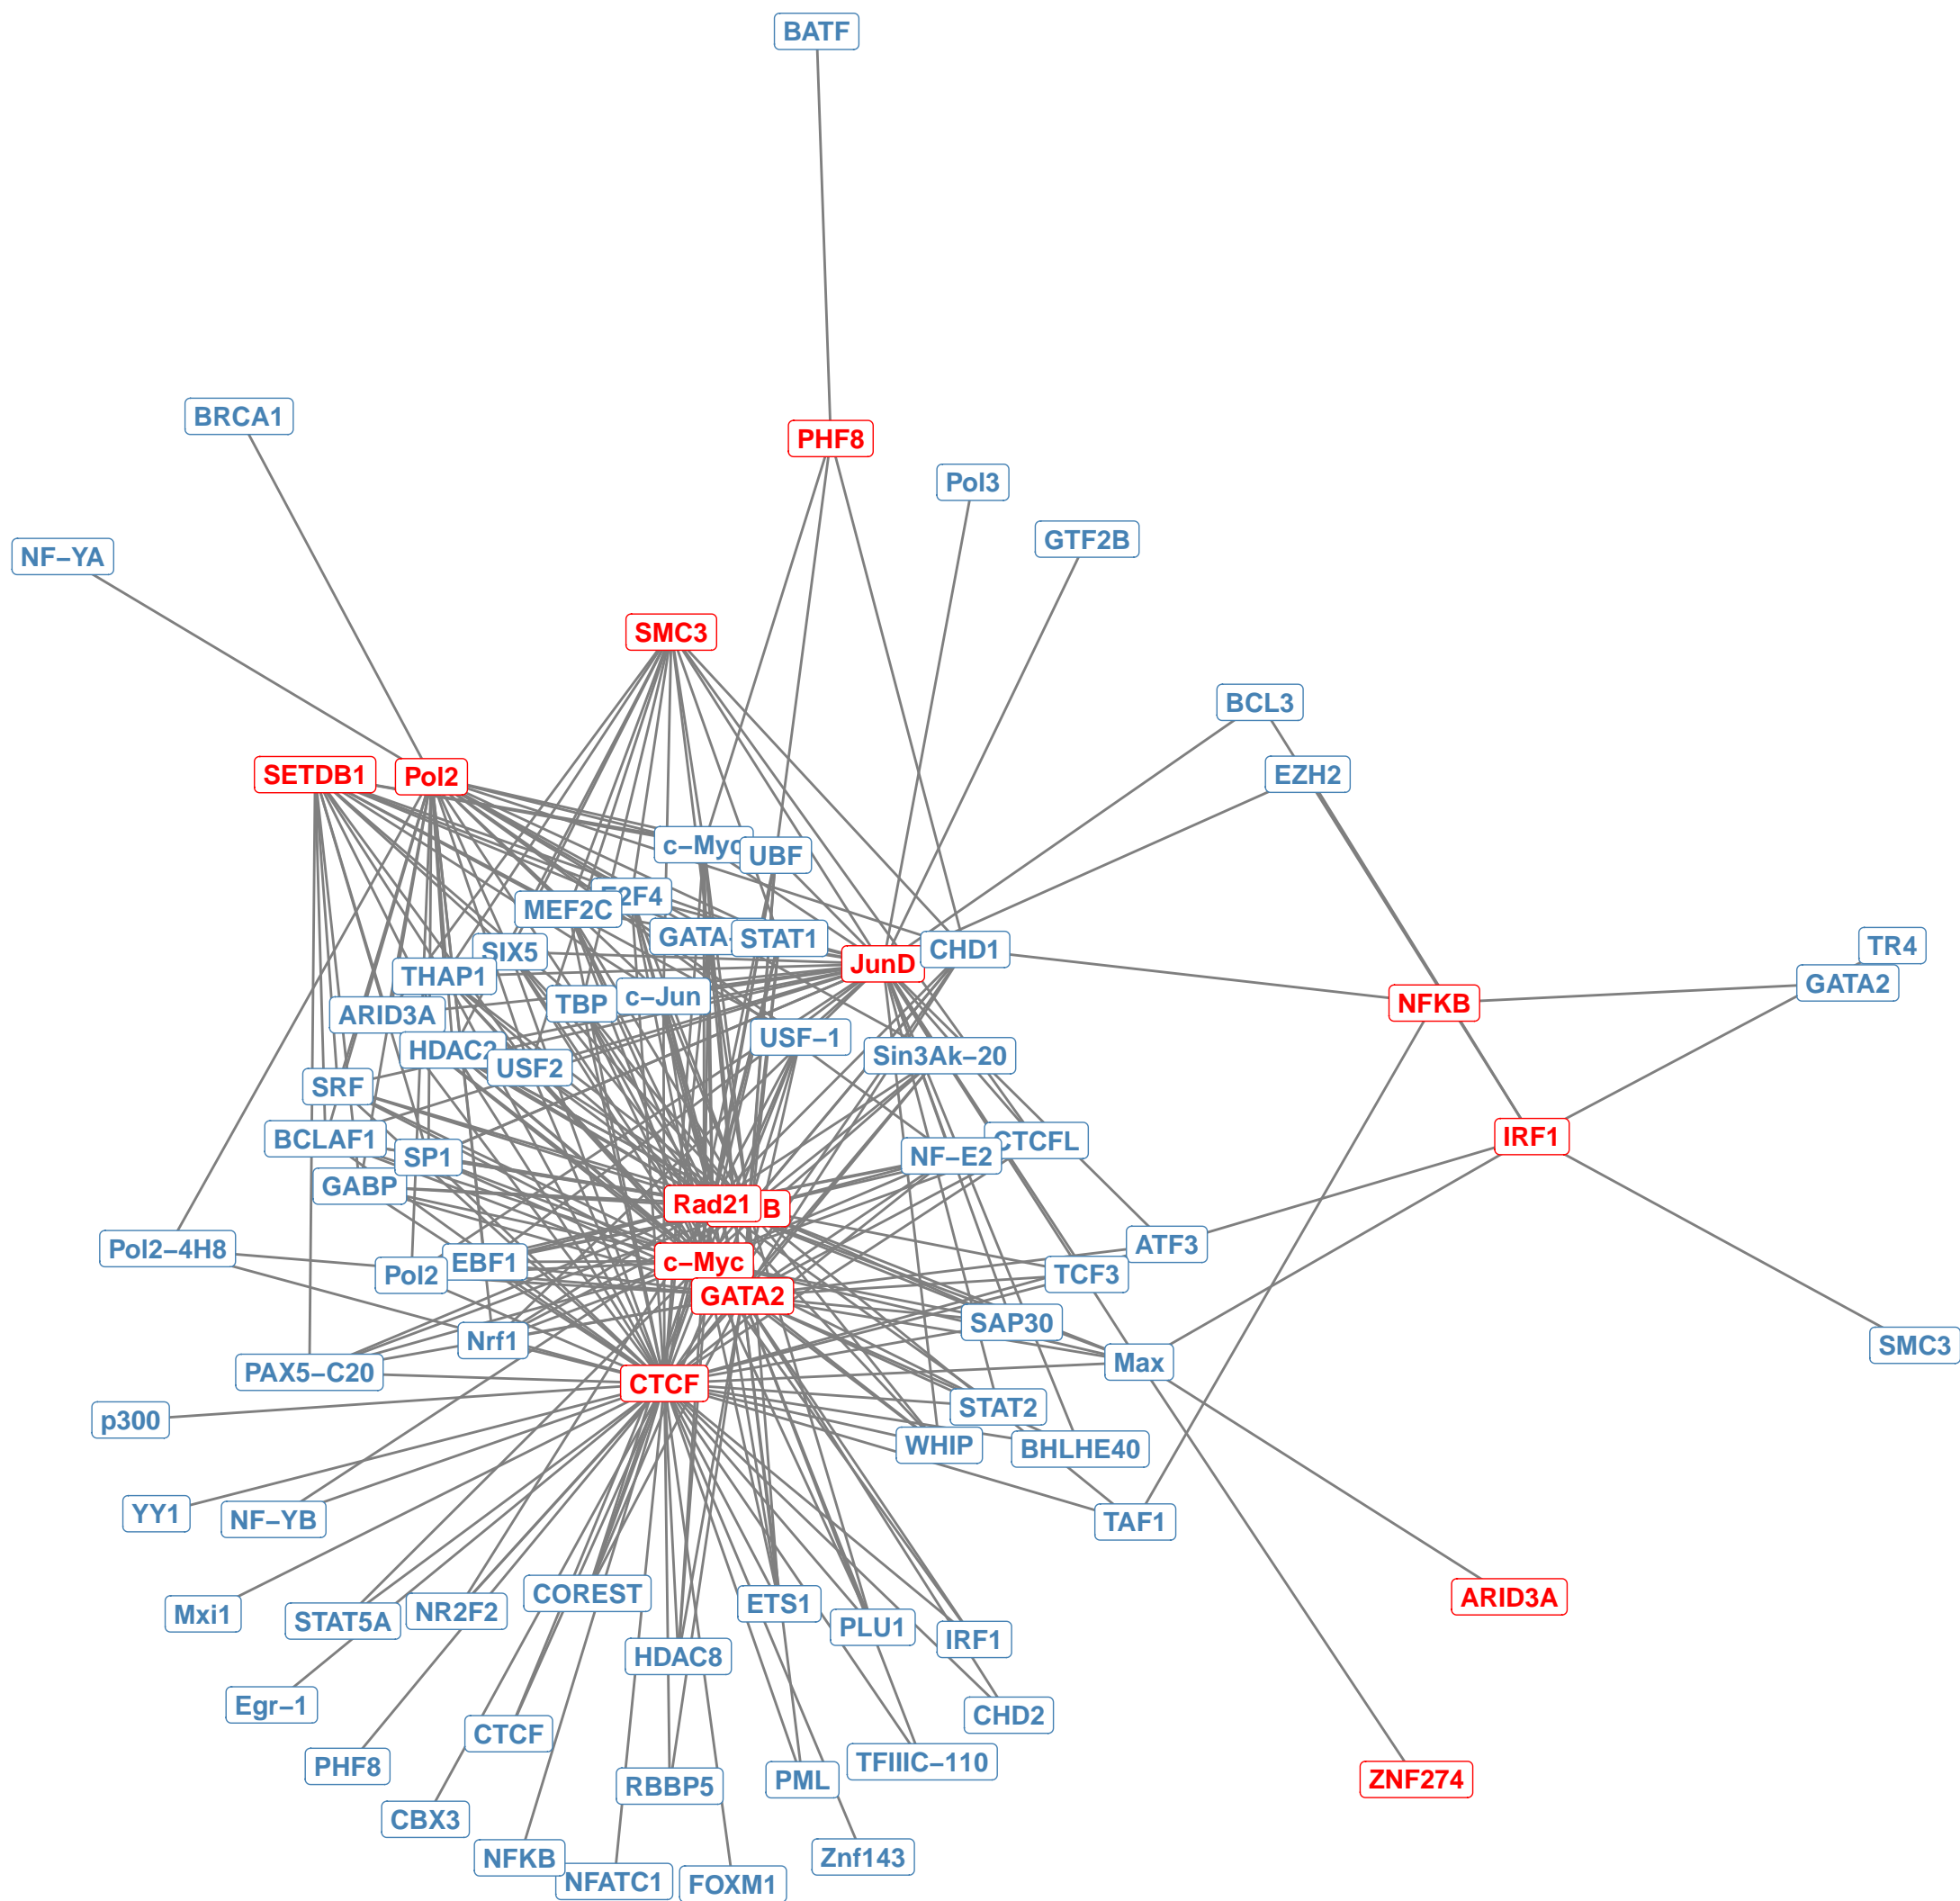 BATF
BRCA1
PHF8
Pol3
GTF2B
NF−YA
SMC3
BCL3
SETDB1
Pol2
EZH2
c−Myc
UBF
E2F4
MEF2C
GATA
STAT1
SIX5
CHD1
TR4
JunD
THAP1
GATA2
c−Jun
TBP
NFKB
ARID3A
USF−1
HDAC2
Sin3Ak−20
USF2
SRF
BCLAF1
CTCFL
IRF1
SP1
NF−E2
GABP
Rad21
B
Pol2−4H8
ATF3
EBF1
c−Myc
Pol2
TCF3
GATA2
SAP30
Nrf1
SMC3
Max
PAX5−C20
CTCF
STAT2
p300
WHIP
BHLHE40
YY1
NF−YB
TAF1
COREST
ARID3A
ETS1
Mxi1
STAT5A
NR2F2
PLU1
IRF1
HDAC8
Egr−1
CHD2
CTCF
TFIIIC−110
PHF8
PML
ZNF274
RBBP5
CBX3
NFKB
Znf143
NFATC1
FOXM1